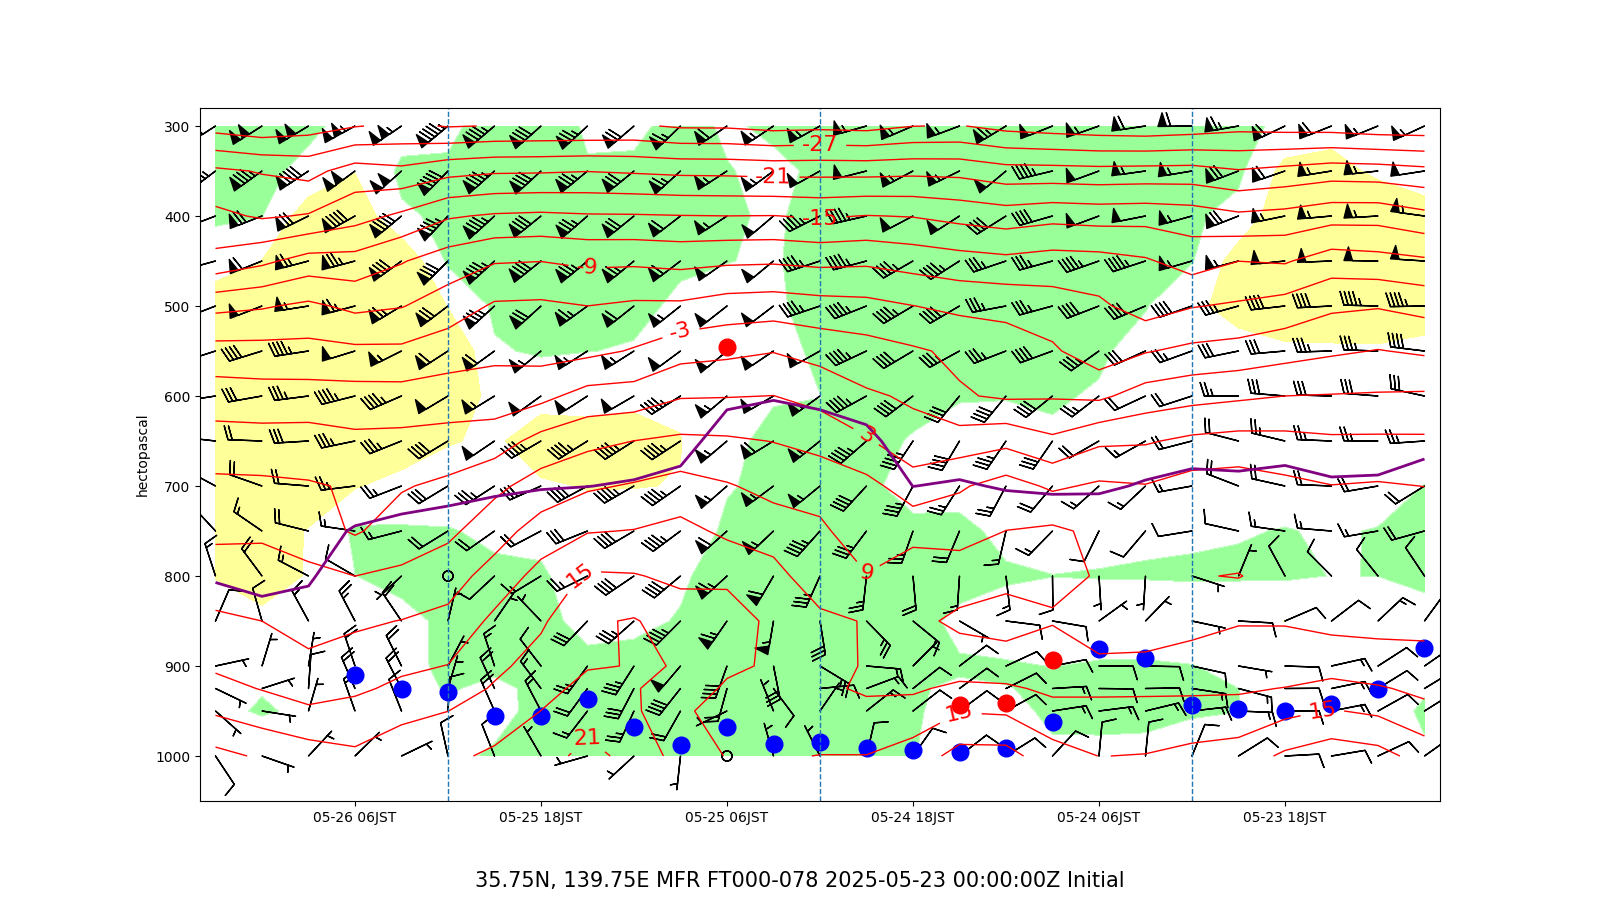 300
400
500
600
700
800
900
1000
hectopascal
-27
-21
-15
-9
-3
3
9
15
15
15
21
05-26 06JST
05-25 18JST
05-25 06JST
05-24 18JST
05-24 06JST
05-23 18JST
35.75N, 139.75E MFR FT000-078 2025-05-23 00:00:00Z Initial